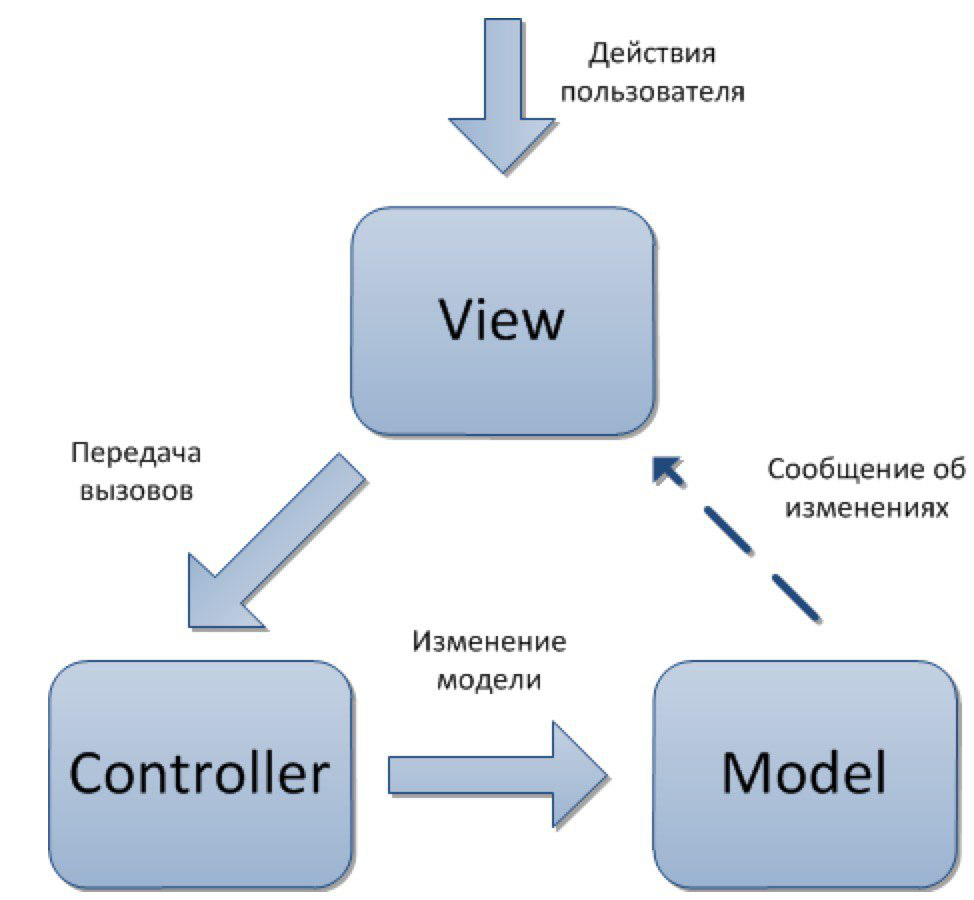 Действия
пользователя
View
Передача
вызовов
Сообщение об
изменениях
Изменение
модели
Controller
Model